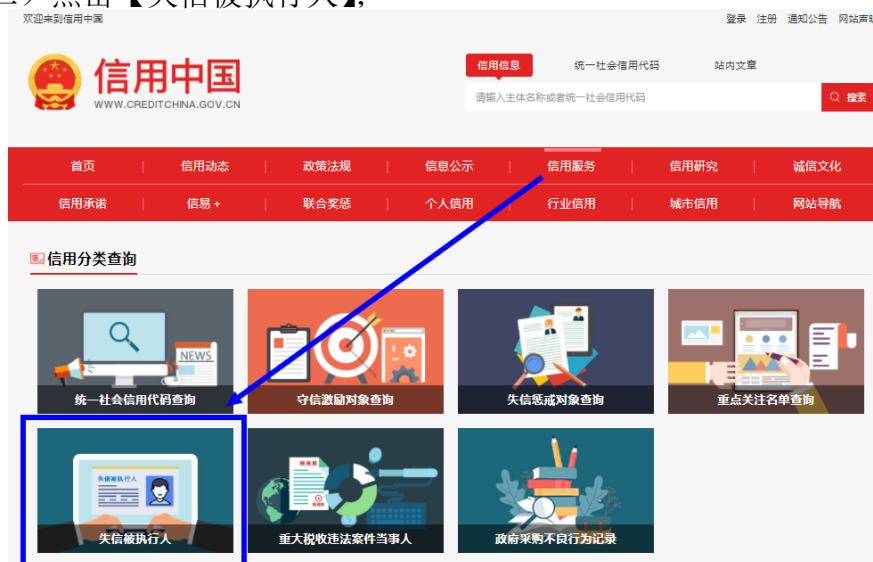 点击【失信被执行人】,
欢迎来到信用中国
登录 注册 通知公告 网站声明
信用中国
WWW.CREDITCHINA.GOV.CN
信用信息 统一社会信用代码 站内文章
请输入主体名称或者统一社会信用代码 搜索
首页 信用动态 政策法规 信息公示 信用服务 信用研究 诚信文化
信用承诺 信易+ 联合奖惩 个人信用 行业信用 城市信用 网站导航
信用分类查询
NEWS
统一社会信用代码查询 守信激励对象查询 失信惩戒对象查询 重点关注名单查询
失信被执行人
失信被执行人 重大税收违法案件当事人 政府采购不良行为记录